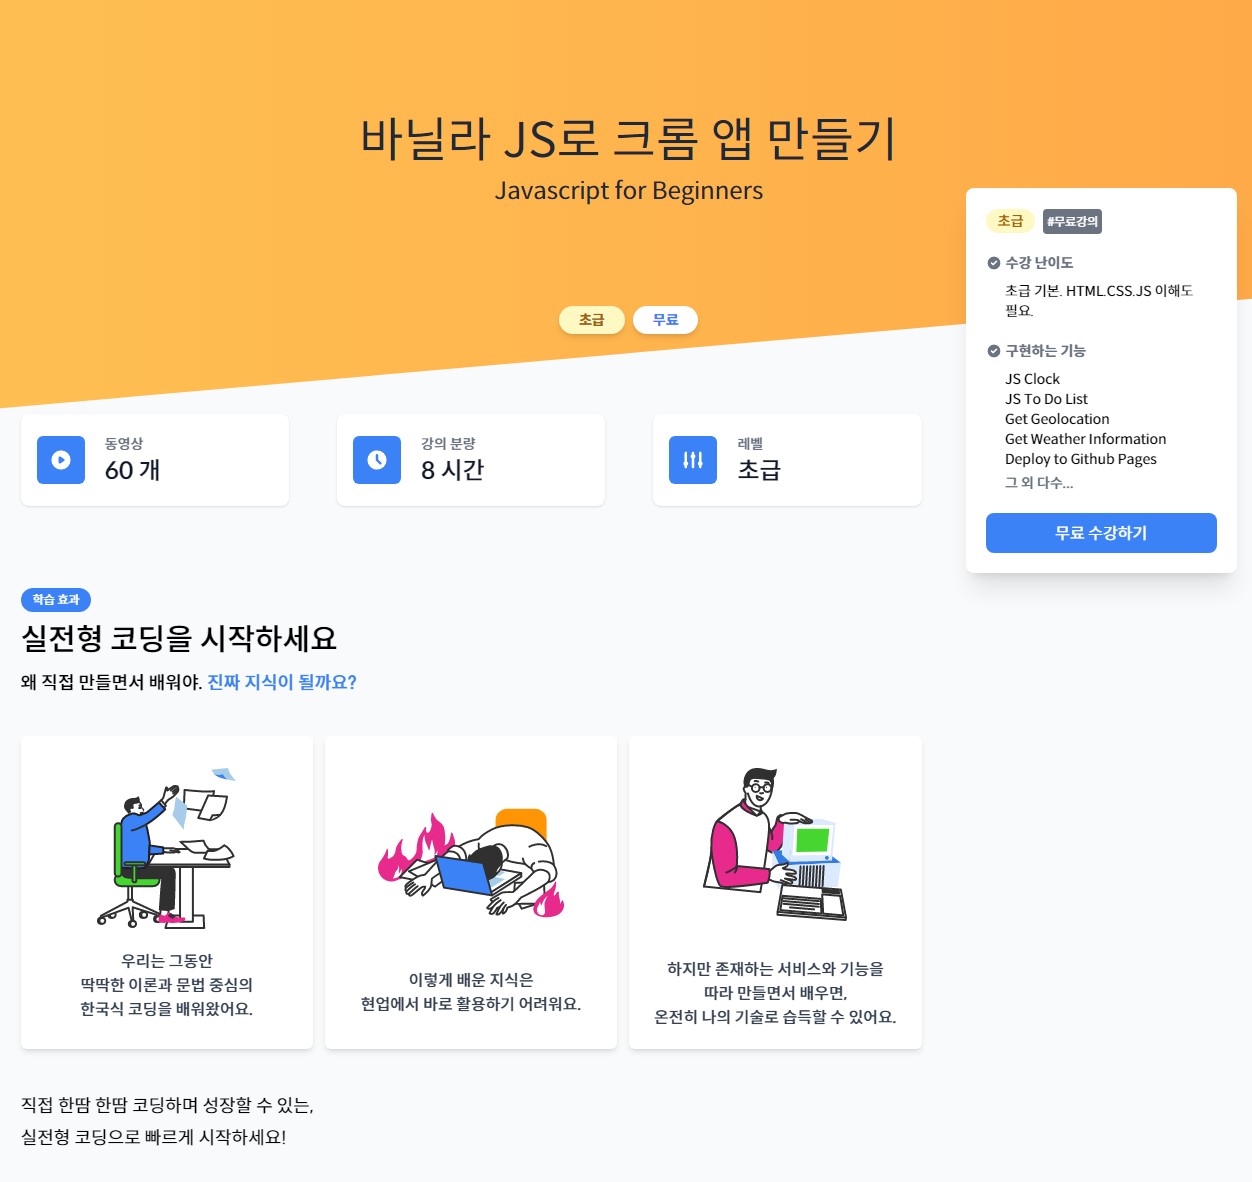 바닐라 JS로 크롬 앱 만들기
Javascript for Beginners
초급
무료
초급
#무료강의
수강 난이도
초급 기본. HTML.CSS.JS 이해도
필요.
구현하는 기능
JS Clock
JS To Do List
Get Geolocation
Get Weather Information
Deploy to Github Pages
그 외 다수...
무료 수강하기
동영상
60 개
강의 분량
8 시간
레벨
초급
학습 효과
실전형 코딩을 시작하세요
왜 직접 만들면서 배워야. 진짜 지식이 될까요?
우리는 그동안
딱딱한 이론과 문법 중심의
한국식 코딩을 배워왔어요.
이렇게 배운 지식은
현업에서 바로 활용하기 어려워요.
하지만 존재하는 서비스와 기능을
따라 만들면서 배우면,
온전히 나의 기술로 습득할 수 있어요.
직접 한땀 한땀 코딩하며 성장할 수 있는,
실전형 코딩으로 빠르게 시작하세요!